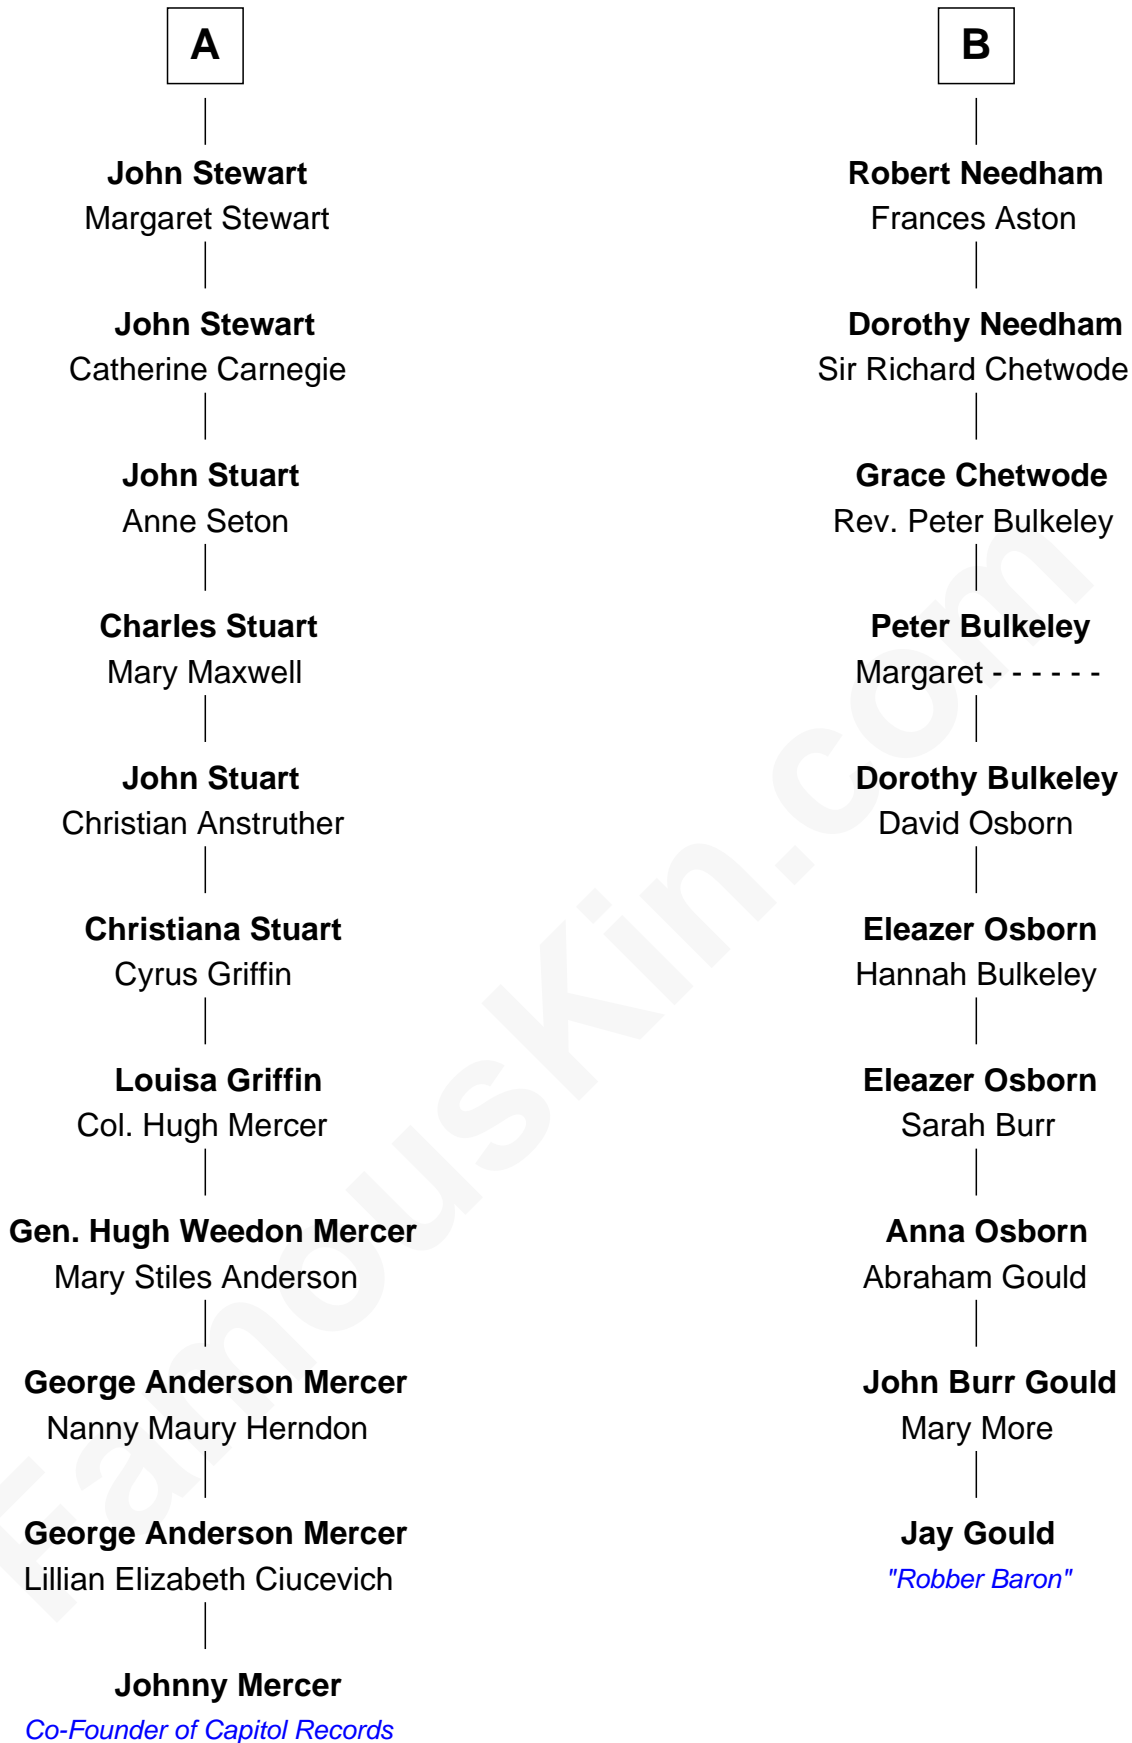 A
John Stewart
Margaret Stewart
John Stewart
Catherine Carnegie
John Stuart
Anne Seton
Charles Stuart
Mary Maxwell
John Stuart
Christian Anstruther
Christiana Stuart
Cyrus Griffin
Louisa Griffin
Col. Hugh Mercer
Gen. Hugh Weedon Mercer
Mary Stiles Anderson
George Anderson Mercer
Nanny Maury Herndon
George Anderson Mercer
Lillian Elizabeth Ciucevich
Johnny Mercer
Co-Founder of Capitol Records
B
Robert Needham
Frances Aston
Dorothy Needham
Sir Richard Chetwode
Grace Chetwode
Rev. Peter Bulkeley
Peter Bulkeley
Margaret - - - - - -
Dorothy Bulkeley
David Osborn
Eleazer Osborn
Hannah Bulkeley
Eleazer Osborn
Sarah Burr
Anna Osborn
Abraham Gould
John Burr Gould
Mary More
Jay Gould
"Robber Baron"
FamousKin.com